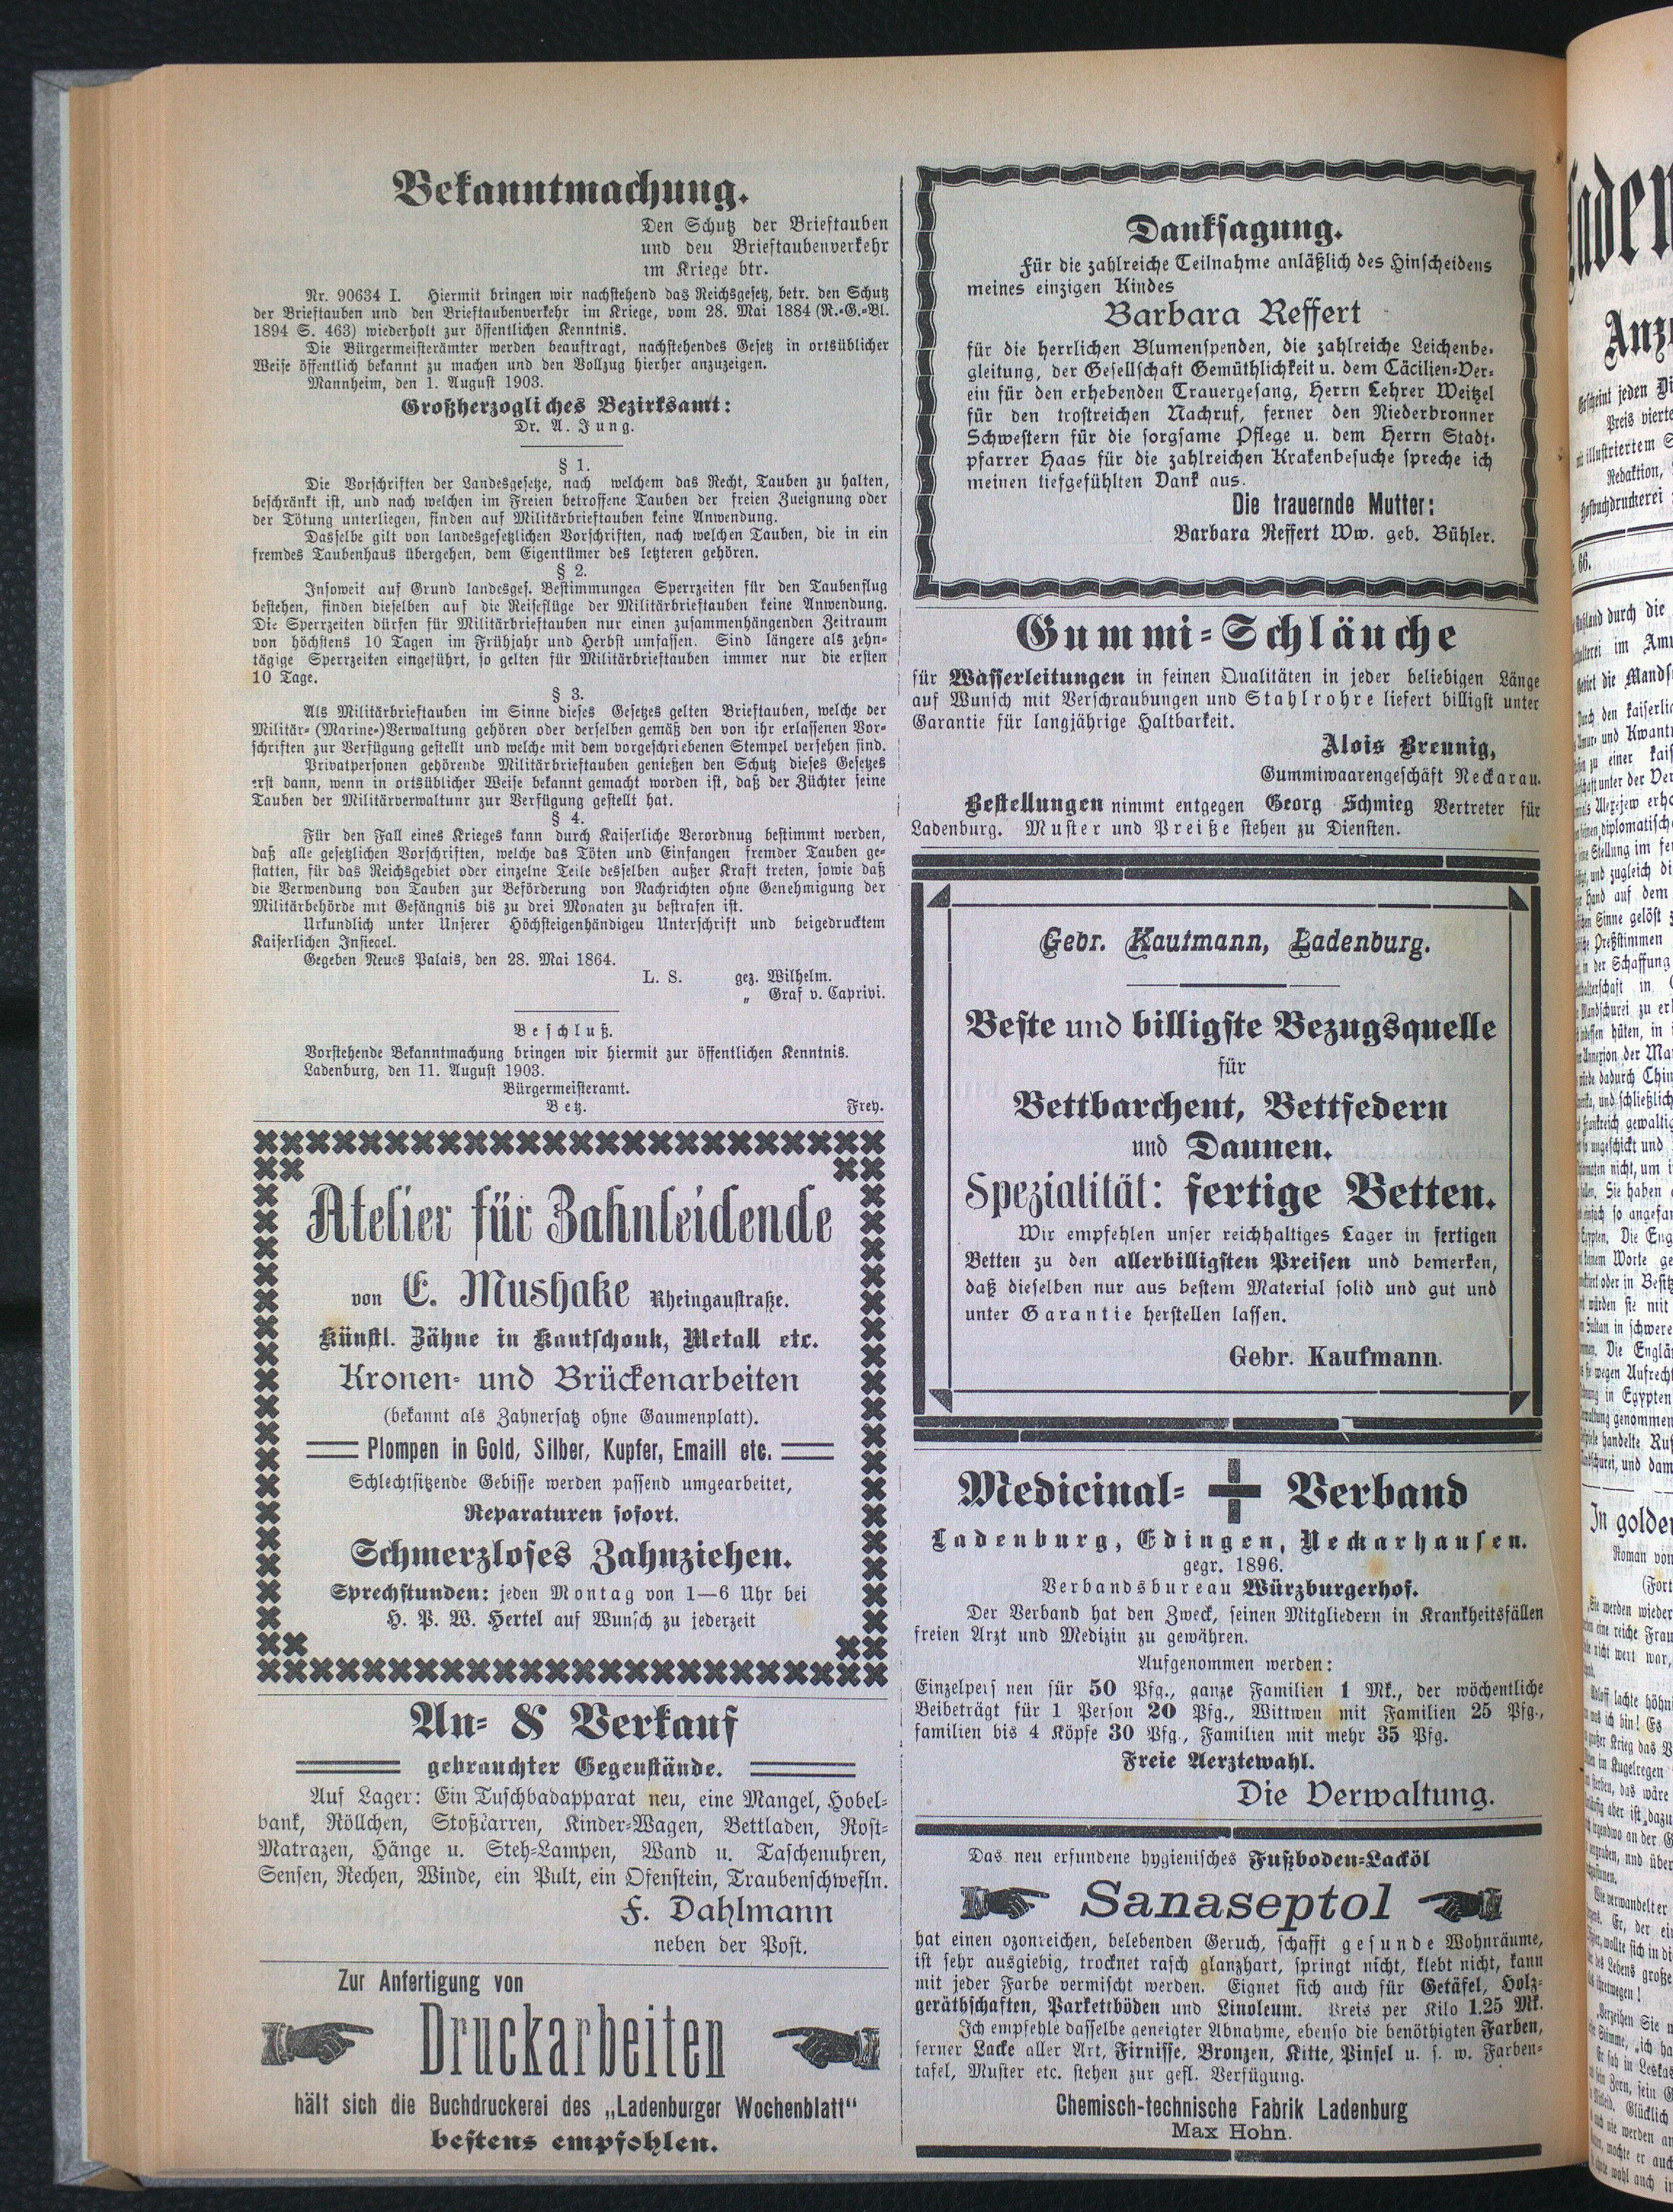 Bekanntmachung.
Den Schutz der Brieftauben
und den Brieftaubenverkehr
im Kriege btr.
Nr. 90634 I. Hiermit bringen wir nachstehend das Reichsgesetz, betr. den Schutz
der Brieftauben und den Brieftaubenverkehr im Kriege, vom 28. Mai 1884 (R.-G.-Bl.
1894 S. 463) wiederholt zur öffentlichen Kenntnis.
Die Bürgermeisterämter werden beauftragt, nachstehendes Gesetz in ortsüblicher
Weise öffentlich bekannt zu machen und den Vollzug hierher anzuzeigen.
Mannheim, den 1. August 1903.
Großherzogliches Bezirksamt:
Dr. A. Jung.
§ 1.
Die Vorschriften der Landesgesetze, nach welchem das Recht, Tauben zu halten,
beschränkt ist, und nach welchen im Freien betroffene Tauben der freien Zueignung oder
der Tötung unterliegen, finden auf Militärbrieftauben keine Anwendung.
Dasselbe gilt von landesgesetzlichen Vorschriften, nach welchen Tauben, die in ein
fremdes Taubenhaus übergehen, dem Eigentümer des letzteren gehören.
§ 2.
Insoweit auf Grund landesges. Bestimmungen Sperrzeiten für den Taubenflug
bestehen, finden dieselben auf die Reiseflüge der Militärbrieftauben keine Anwendung.
Die Sperrzeiten dürfen für Militärbrieftauben nur einen zusammenhängenden Zeitraum
von höchstens 10 Tagen im Frühjahr und Herbst umfassen. Sind längere als zehn-
tägige Sperrzeiten eingeführt, so gelten für Militärbrieftauben immer nur die ersten
10 Tage.
§ 3.
Als Militärbrieftauben im Sinne dieses Gesetzes gelten Brieftauben, welche der
Militär- (Marine-)Verwaltung gehören oder derselben gemäß den von ihr erlassenen Vor-
schriften zur Verfügung gestellt und welche mit dem vorgeschriebenen Stempel versehen sind.
Privatpersonen gehörende Militärbrieftauben genießen den Schutz dieses Gesetzes
erst dann, wenn in ortsüblicher Weise bekannt gemacht worden ist, daß der Züchter seine
Tauben der Militärverwaltunr zur Verfügung gestellt hat.
§ 4.
Für den Fall eines Krieges kann durch Kaiserliche Verordnug bestimmt werden,
daß alle gesetzlichen Vorschriften, welche das Töten und Einfangen fremder Tauben ge-
statten, für das Reichsgebiet oder einzelne Teile desselben außer Kraft treten, sowie daß
die Verwendung von Tauben zur Beförderung von Nachrichten ohne Genehmigung der
Militärbehörde mit Gefängnis bis zu drei Monaten zu bestrafen ist.
Urkundlich unter Unserer Höchsteigenhändigeu Unterschrift und beigedrucktem
Kaiserlichen Insiegel.
Gegeben Neues Palais, den 28. Mai 1864.
L. S. gez. Wilhelm.
„ Graf v. Caprivi.
Beschluß.
Vorstehende Bekanntmachung bringen wir hiermit zur öffentlichen Kenntnis.
Ladenburg, den 11. August 1903.
Bürgermeisteramt.
Betz. Frey.
Atelier für Zahnleidende
von E. Mushake Rheingaustraße.
Künstl. Zähne in Kautschouk, Metall etc.
Kronen- und Brückenarbeiten
(bekannt als Zahnersatz ohne Gaumenplatt).
Plompen in Gold, Silber, Kupfer, Emaill etc.
Schlechtsitzende Gebisse werden passend umgearbeitet,
Reparaturen sofort.
Schmerzloses Zahnziehen.
Sprechstunden: jeden Montag von 1—6 Uhr bei
H. P. W. Hertel auf Wunsch zu jederzeit
An- & Verkauf
gebrauchter Gegenstände.
Auf Lager: Ein Tuschbadapparat neu, eine Mangel, Hobel-
bank, Röllchen, Stoßkarren, Kinder-Wagen, Bettladen, Rost-
Matrazen, Hänge u. Steh-Lampen, Wand u. Taschenuhren,
Sensen, Rechen, Winde, ein Pult, ein Ofenstein, Traubenschwefln.
F. Dahlmann
neben der Post.
Zur Anfertigung von
Druckarbeiten
hält sich die Buchdruckerei des „Ladenburger Wochenblatt“
bestens empfohlen.
Danksagung.
Für die zahlreiche Teilnahme anläßlich des Hinscheidens
meines einzigen Kindes
Barbara Reffert
für die herrlichen Blumenspenden, die zahlreiche Leichenbe-
gleitung, der Gesellschaft Gemüthlichkeit u. dem Cäcilien-Ver-
ein für den erhebenden Trauergesang, Herrn Lehrer Weitzel
für den trostreichen Nachruf, ferner den Niederbronner
Schwestern für die sorgsame Pflege u. dem Herrn Stadt-
pfarrer Haas für die zahlreichen Krakenbesuche spreche ich
meinen tiefgefühlten Dank aus.
Die trauernde Mutter:
Barbara Reffert Ww. geb. Bühler.
Gummi-Schläuche
für Wasserleitungen in feinen Qualitäten in jeder beliebigen Länge
auf Wunsch mit Verschraubungen und Stahlrohre liefert billigst unter
Garantie für langjährige Haltbarkeit.
Alois Breunig,
Gummiwaarengeschäft Neckarau.
Bestellungen nimmt entgegen Georg Schmieg Vertreter für
Ladenburg. Muster und Preiße stehen zu Diensten.
Gebr. Kaufmann, Ladenburg.
Beste und billigste Bezugsquelle
für
Bettbarchent, Bettfedern
und Daunen.
Spezialität: fertige Betten.
Wir empfehlen unser reichhaltiges Lager in fertigen
Betten zu den allerbilligsten Preisen und bemerken,
daß dieselben nur aus bestem Material solid und gut und
unter Garantie herstellen lassen.
Gebr. Kaufmann.
Medicinal- Verband
Ladenburg, Edingen, Neckarhausen.
gegr. 1896.
Verbandsbureau Würzburgerhof.
Der Verband hat den Zweck, seinen Mitgliedern in Krankheitsfällen
freien Arzt und Medizin zu gewähren.
Aufgenommen werden:
Einzelpers nen für 50 Pfg., ganze Familien 1 Mk., der wöchentliche
Beibeträgt für 1 Person 20 Pfg., Wittwen mit Familien 25 Pfg.,
familien bis 4 Köpfe 30 Pfg., Familien mit mehr 35 Pfg.
Freie Aerztewahl.
Die Verwaltung.
Das neu erfundene hygienisches Fußboden-Lacköl
Sanaseptol
hat einen ozonreichen, belebenden Geruch, schafft gesunde Wohnräume,
ist sehr ausgiebig, trocknet rasch glanzhart, springt nicht, klebt nicht, kann
mit jeder Farbe vermischt werden. Eignet sich auch für Getäfel, Holz-
geräthschaften, Parkettböden und Linoleum. Preis per Kilo 1.25 Mk.
Ich empfehle dasselbe geneigter Abnahme, ebenso die benöthigten Farben,
ferner Lacke aller Art, Firnisse, Bronzen, Kitte, Pinsel u. s. w. Farben-
tafel, Muster etc. stehen zur gefl. Verfügung.
Chemisch-technische Fabrik Ladenburg
Max Hohn.